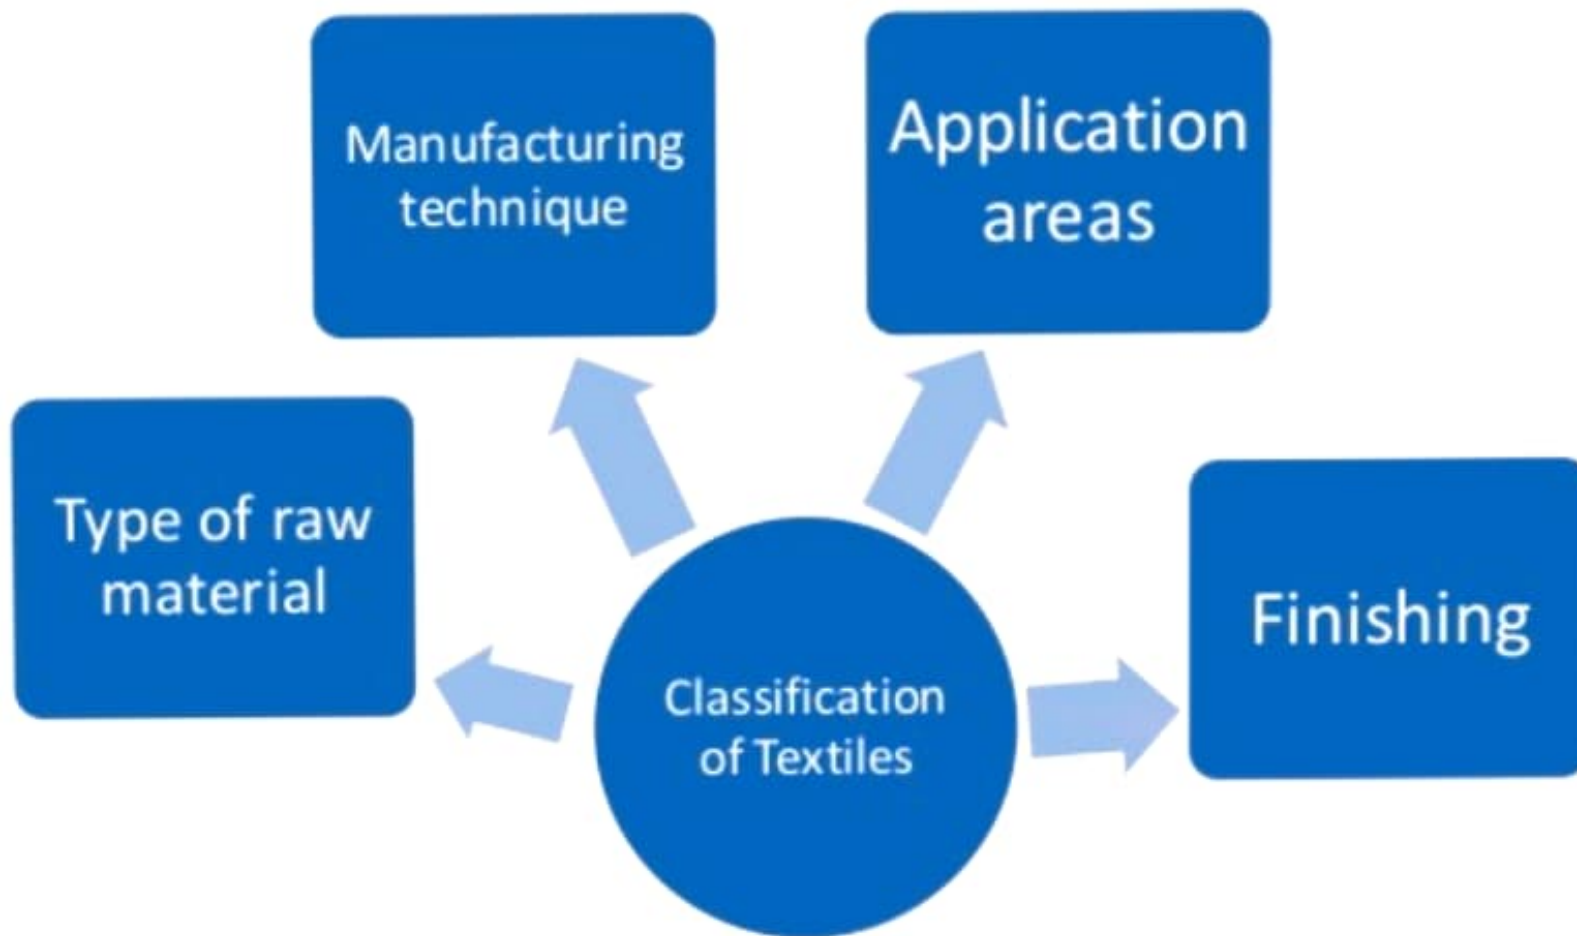 Manufacturing
technique
Application
areas
Type of raw
material
Finishing
Classification
of Textiles